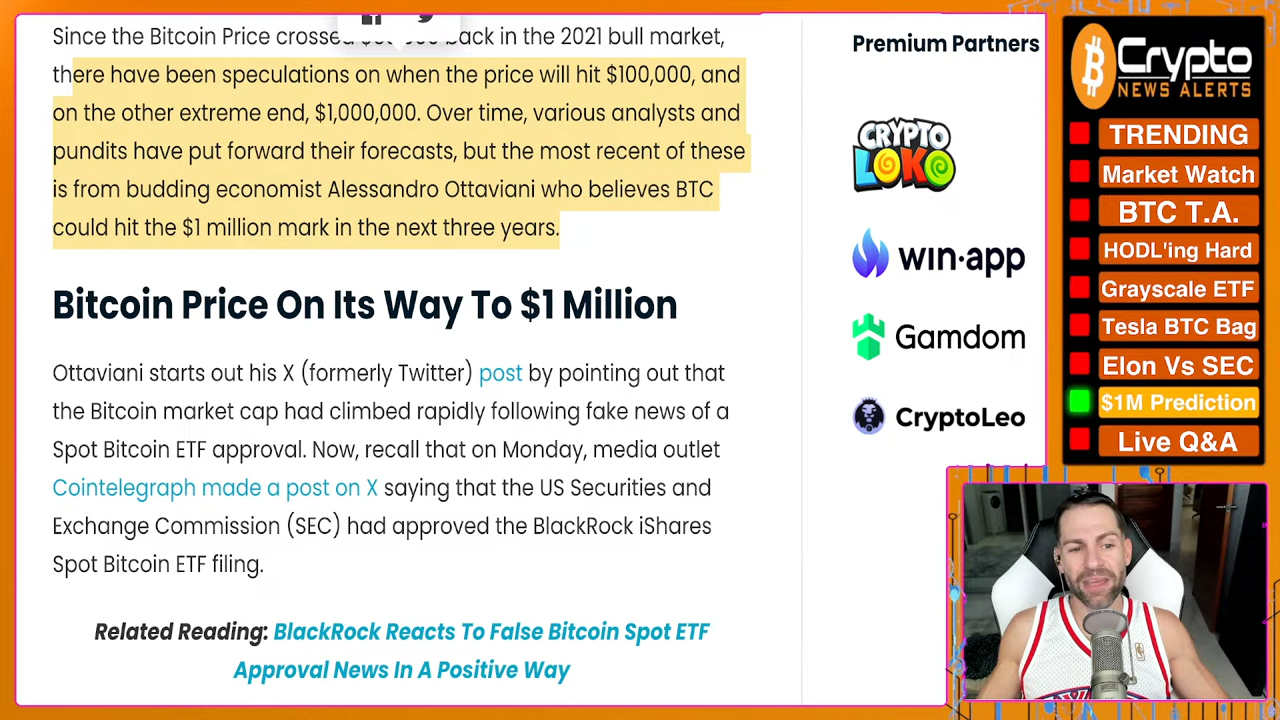 Since the Bitcoin Price crossed back in the 2021 bull market,
there have been speculations on when the price will hit $100,000, and
on the other extreme end, $1,000,000. Over time, various analysts and
pundits have put forward their forecasts, but the most recent of these
is from budding economist Alessandro Ottaviani who believes BTC
could hit the $1 million mark in the next three years.
Bitcoin Price On Its Way To $1 Million
Ottaviani starts out his X (formerly Twitter) post by pointing out that
the Bitcoin market cap had climbed rapidly following fake news of a
Spot Bitcoin ETF approval. Now, recall that on Monday, media outlet
Cointelegraph made a post on X saying that the US Securities and
Exchange Commission (SEC) had approved the BlackRock iShares
Spot Bitcoin ETF filing.
Related Reading: BlackRock Reacts To False Bitcoin Spot ETF
Approval News In A Positive Way
Premium Partners
CRYPTO
LOKO
win·app
Gamdom
CryptoLeo
Crypto
NEWS ALERTS
TRENDING
Market Watch
BTC T.A.
HODL'ing Hard
Grayscale ETF
Tesla BTC Bag
Elon Vs SEC
$1M Prediction
Live Q&A